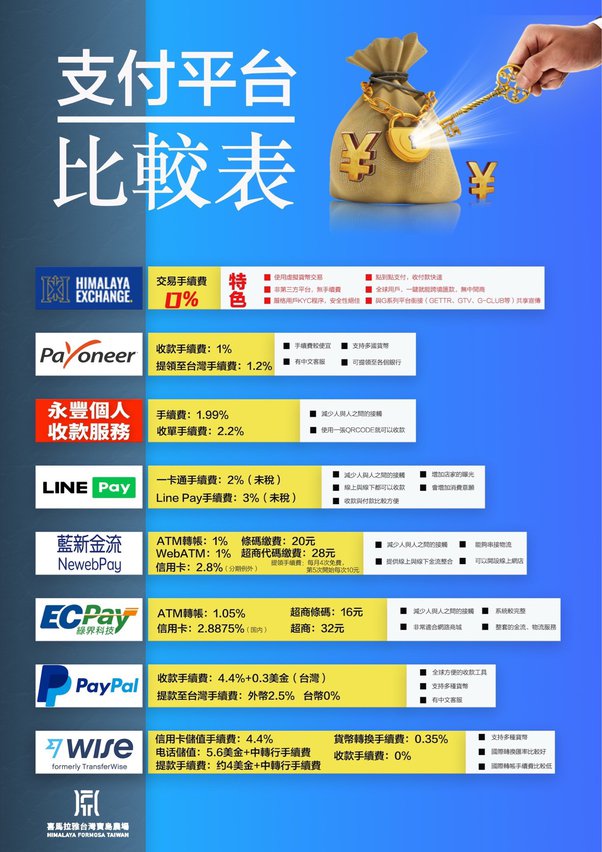 支付平台
比較表
¥
¥
HIMALAYA
EXCHANGE.
交易手續費
0%
特色
■ 使用虛擬貨幣交易
■ 點對點支付、收付款快速
■ 非第三方平台，無手續費
■ 全球用戶、一鍵就能跨境匯款、無中間商
■ 嚴格用戶KYC程序，安全性絕佳
■ 與G系列平台銜接（GETTR、GTV、G-CLUB等）共享宣傳
Payoneer
收款手續費：1%
提領至台灣手續費：1.2%
■ 手續費較便宜
■ 支持多國貨幣
■ 有中文客服
■ 可提領至各個銀行
永豐個人
收款服務
手續費：1.99%
收單手續費：2.2%
■ 減少人與人之間的接觸
■ 使用一張QRCODE就可以收款
LINE Pay
一卡通手續費：2%（未稅）
Line Pay手續費：3%（未稅）
■ 減少人與人之間的接觸
■ 增加店家的曝光
■ 線上與線下都可以收款
■ 會增加消費意願
■ 收款與付款比較方便
藍新金流
NewebPay
ATM轉帳：1%
條碼繳費：20元
WebATM：1%
超商代碼繳費：28元
信用卡：2.8%（分期例外）
提領手續費：每月4次免費，
第5次開始每次10元
■ 減少人與人之間的接觸
■ 能夠串接物流
■ 提供線上與線下金流整合
■ 可以開設線上網店
ECPay
綠界科技
ATM轉帳：1.05%
超商條碼：16元
信用卡：2.8875%（國內）
超商：32元
■ 減少人與人之間的接觸
■ 系統較完整
■ 非常適合網路商城
■ 整套的金流、物流服務
PayPal
收款手續費：4.4%+0.3美金（台灣）
提款至台灣手續費：外幣2.5% 台幣0%
■ 全球方便的收款工具
■ 支持多種貨幣
■ 有中文客服
WISE
formerly TransferWise
信用卡儲值手續費：4.4%
貨幣轉換手續費：0.35%
电话儲值：5.6美金+中轉行手續費
收款手續費：0%
提款手續費：约4美金+中轉行手續費
■ 支持多種貨幣
■ 國際轉換匯率比較好
■ 國際轉帳手續費比較低
喜馬拉雅台灣寶島農場
HIMALAYA FORMOSA TAIWAN